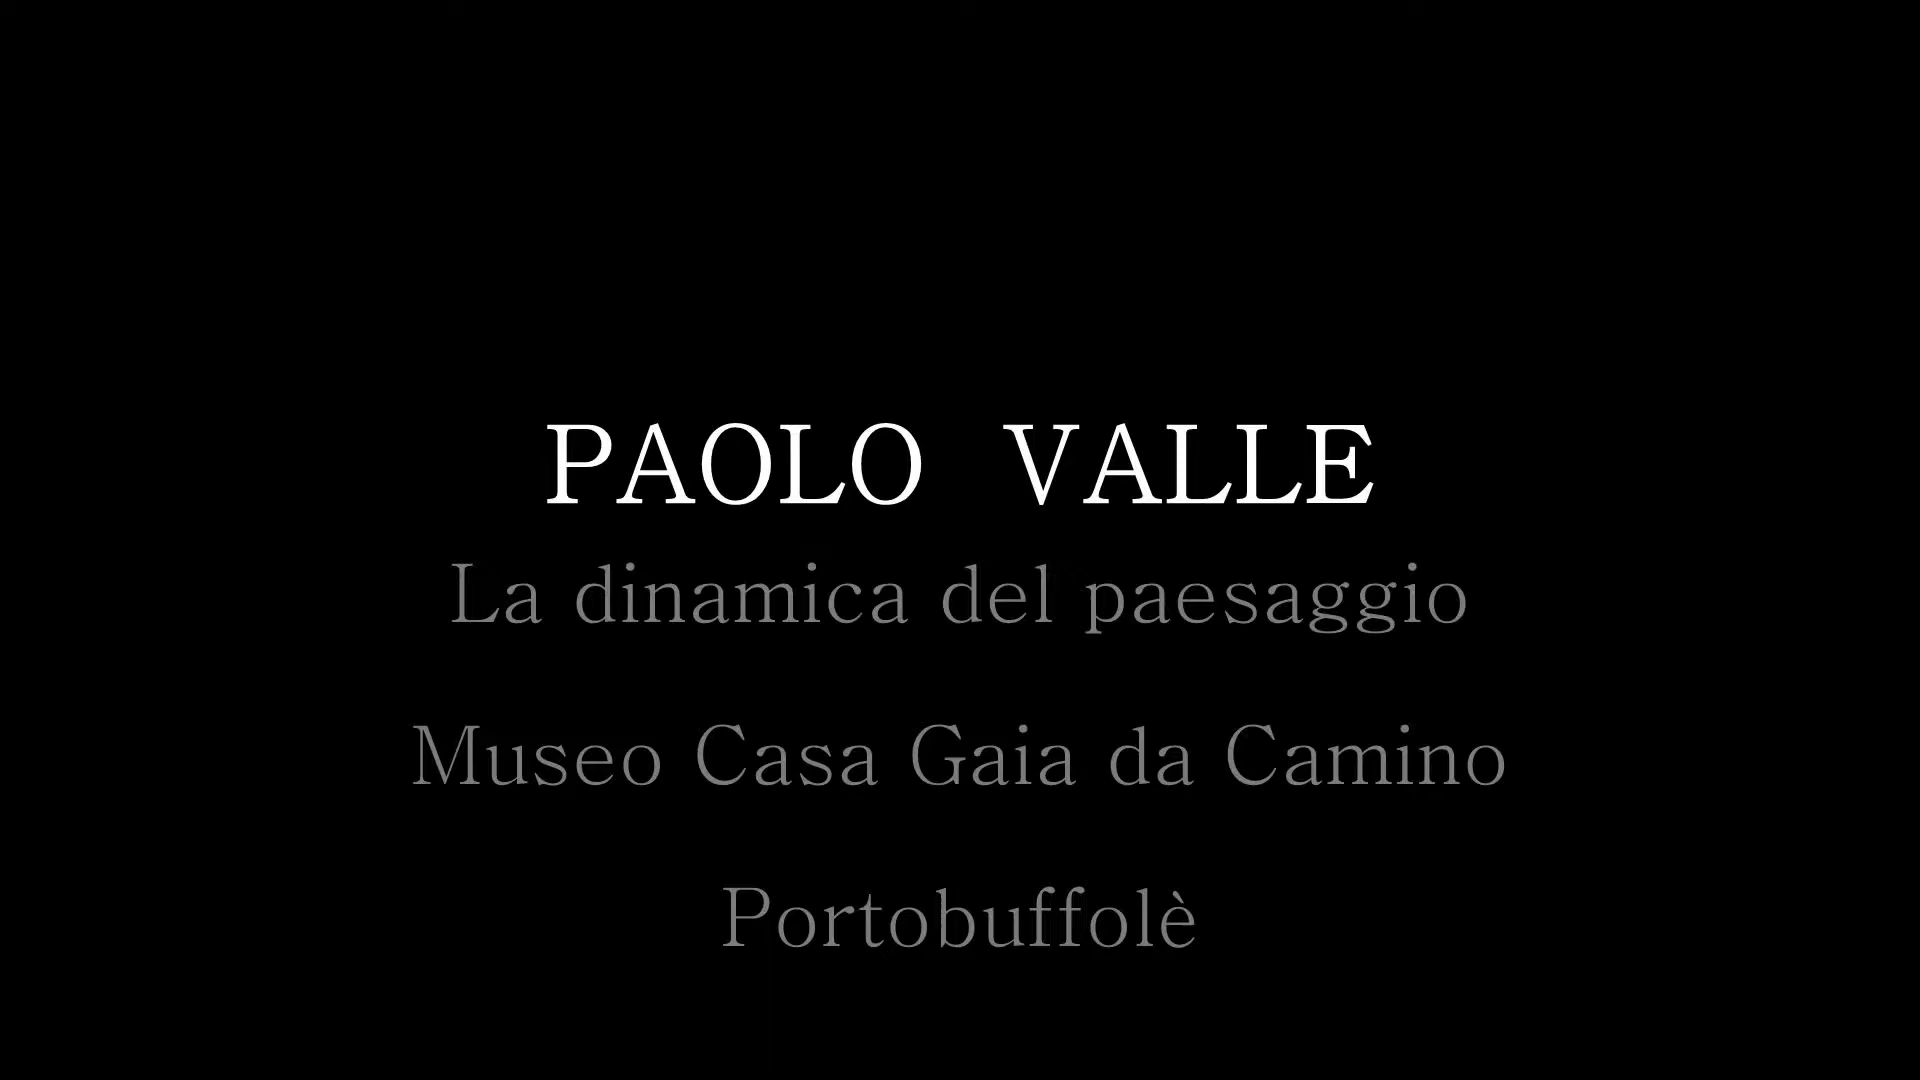 PAOLO VALLE
La dinamica del paesaggio
Museo Casa Gaia da Camino
Portobuffolè